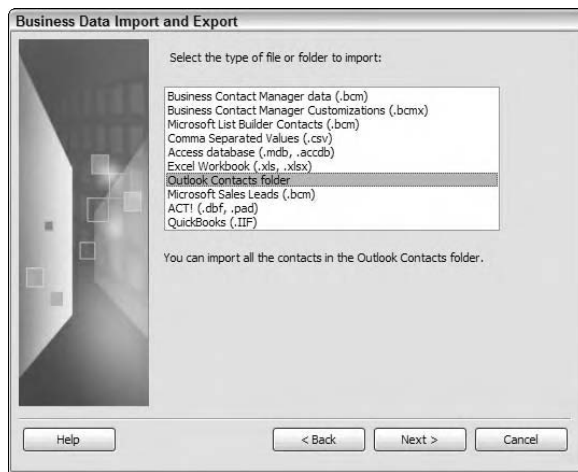 Business Data Import and Export
Select the type of file or folder to import:
Business Contact Manager data (.bcm)
Business Contact Manager Customizations (.bcmx)
Microsoft List Builder Contacts (.bcm)
Comma Separated Values (.csv)
Access database (.mdb, .accdb)
Excel Workbook (.xls, .xlsx)
Outlook Contacts folder
Microsoft Sales Leads (.bcm)
ACT! (.dbf, .pad)
QuickBooks (.IIF)
You can import all the contacts in the Outlook Contacts folder.
Help
< Back
Next >
Cancel